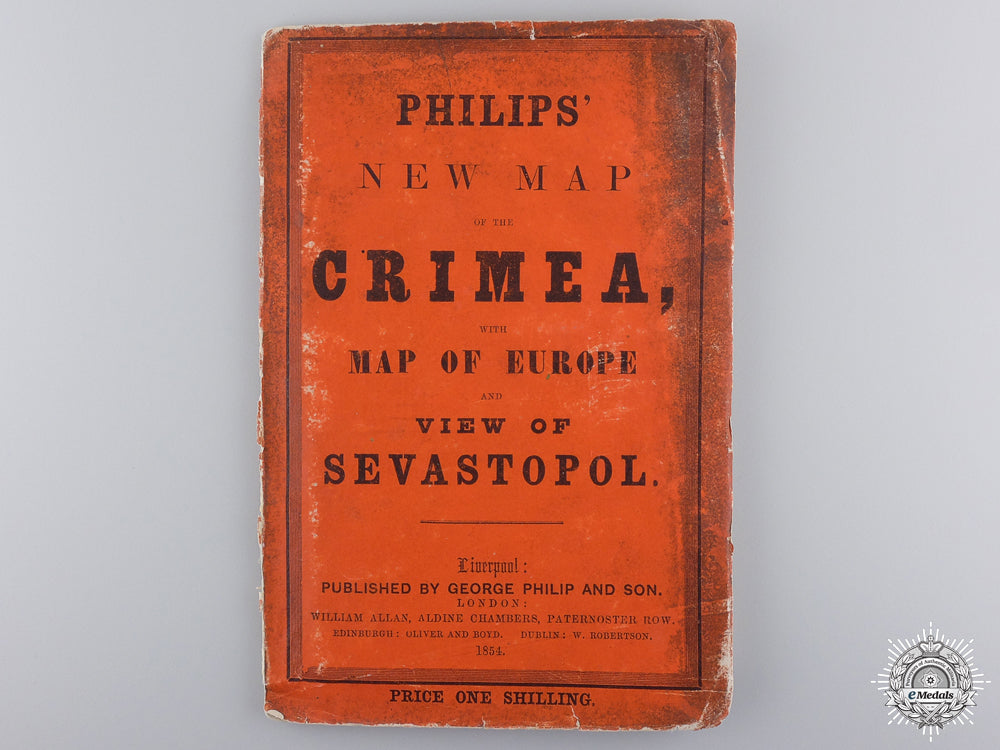 PHILIPS'
NEW MAP
OF THE
CRIMEA,
WITH
MAP OF EUROPE
AND
VIEW OF
SEVASTOPOL.
Liverpool:
PUBLISHED BY GEORGE PHILIP AND SON.
LONDON:
WILLIAM ALLAN, ALDINE CHAMBERS, PATERNOSTER ROW.
EDINBURGH: OLIVER AND BOYD. DUBLIN: W. ROBERTSON.
1854.
PRICE ONE SHILLING.
eMedals